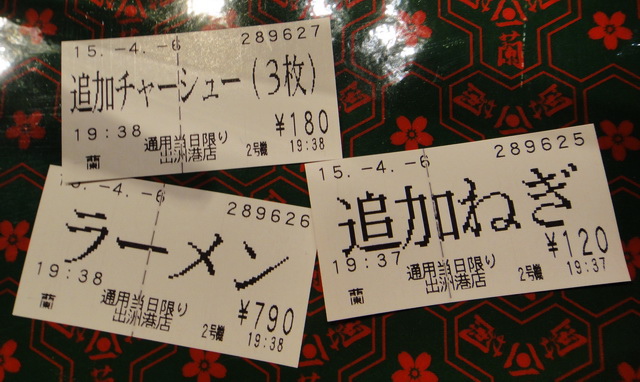 15.-4.-6 289627
追加チャーシュー(3枚)
¥180
19:38 通用当日限り 2号機 19:38
蘭 出洲港店
15.-4.-6 289625
追加ねぎ
¥120
19:37 通用当日限り 2号機 19:37
蘭 出洲港店
15.-4.-6 289626
ラーメン
¥790
19:38 通用当日限り 2号機 19:38
蘭 出洲港店
蘭